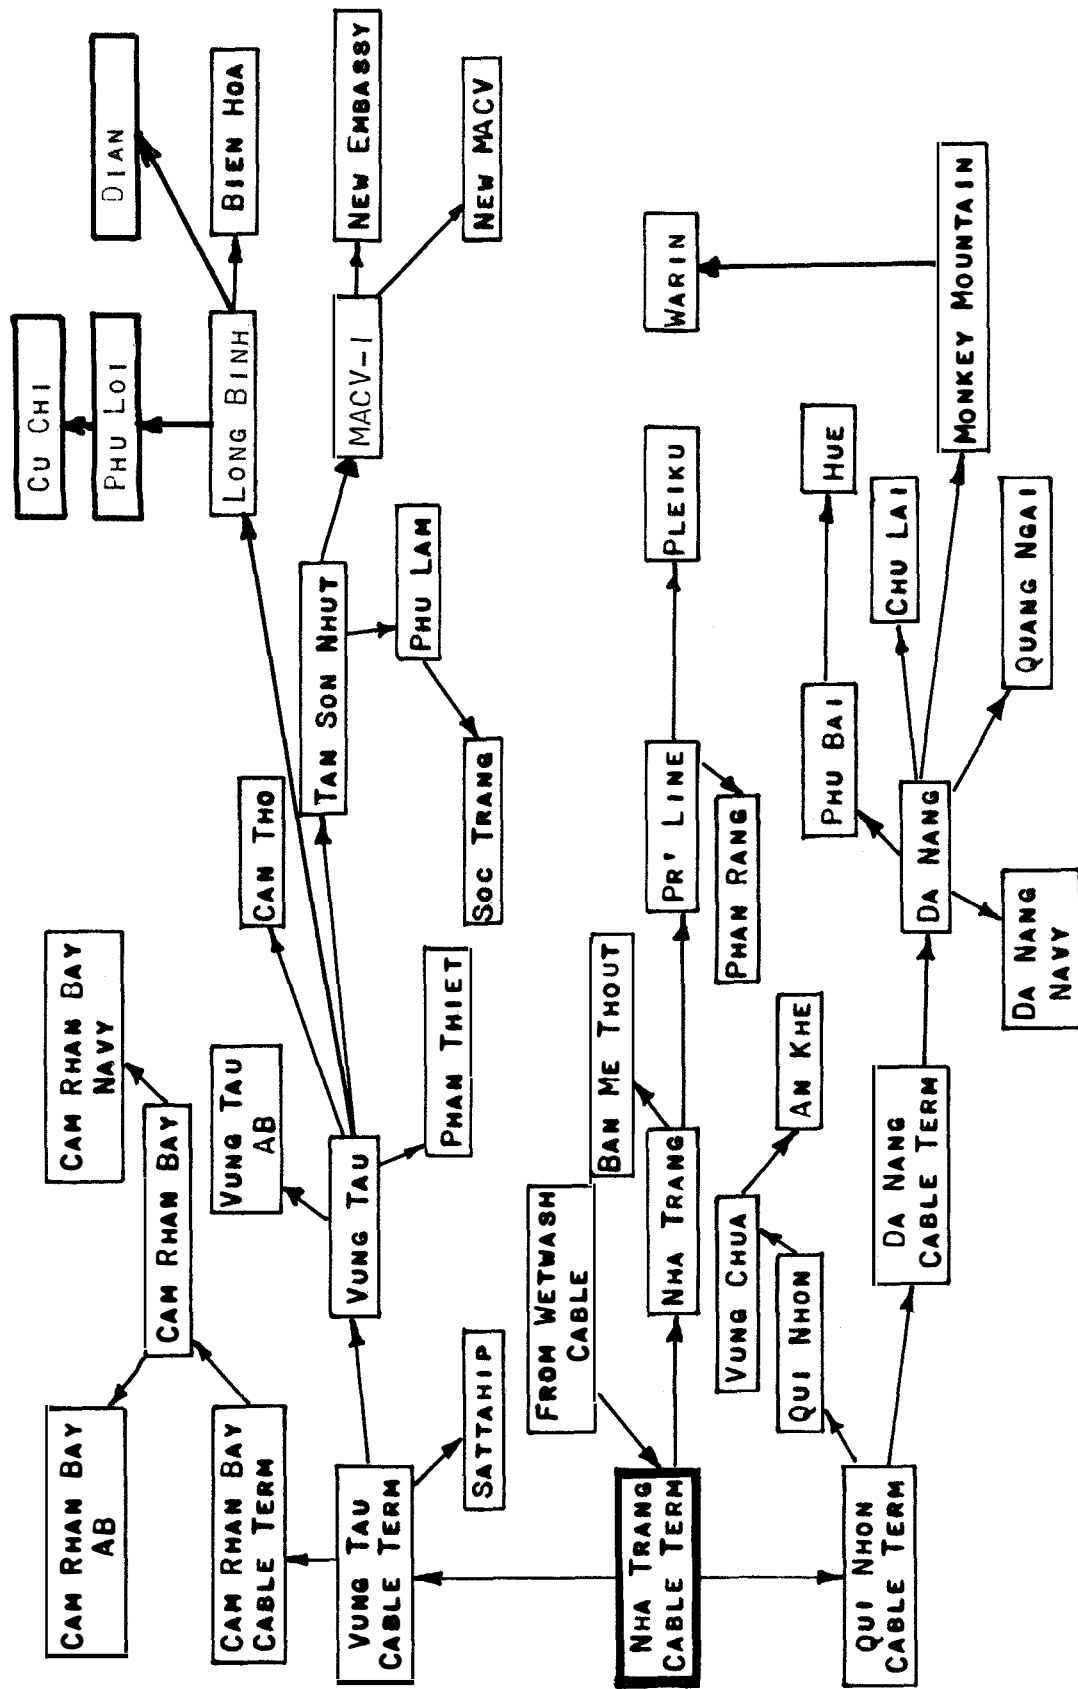 CAM RHAN BAY
AB
CAM RHAN BAY
NAVY
CAM RHAN BAY
CAM RHAN BAY
CABLE TERM
VUNG TAU
AB
CAN THO
LONG BINH
CU CHI
PHU LOI
DIAN
BIEN HOA
VUNG TAU
CABLE TERM
VUNG TAU
TAN SON NHUT
MACV-I
NEW EMBASSY
NEW MACV
SATTAHIP
PHAN THIET
PHU LAM
SOC TRANG
FROM WETWASH
CABLE
BAN ME THOUT
NHA TRANG
CABLE TERM
NHA TRANG
PR' LINE
PLEIKU
WARIN
PHAN RANG
VUNG CHUA
AN KHE
QUI NHON
PHU BAI
HUE
QUI NHON
CABLE TERM
DA NANG
CABLE TERM
DA NANG
CHU LAI
MONKEY MOUNTAIN
DA NANG
NAVY
QUANG NGAI